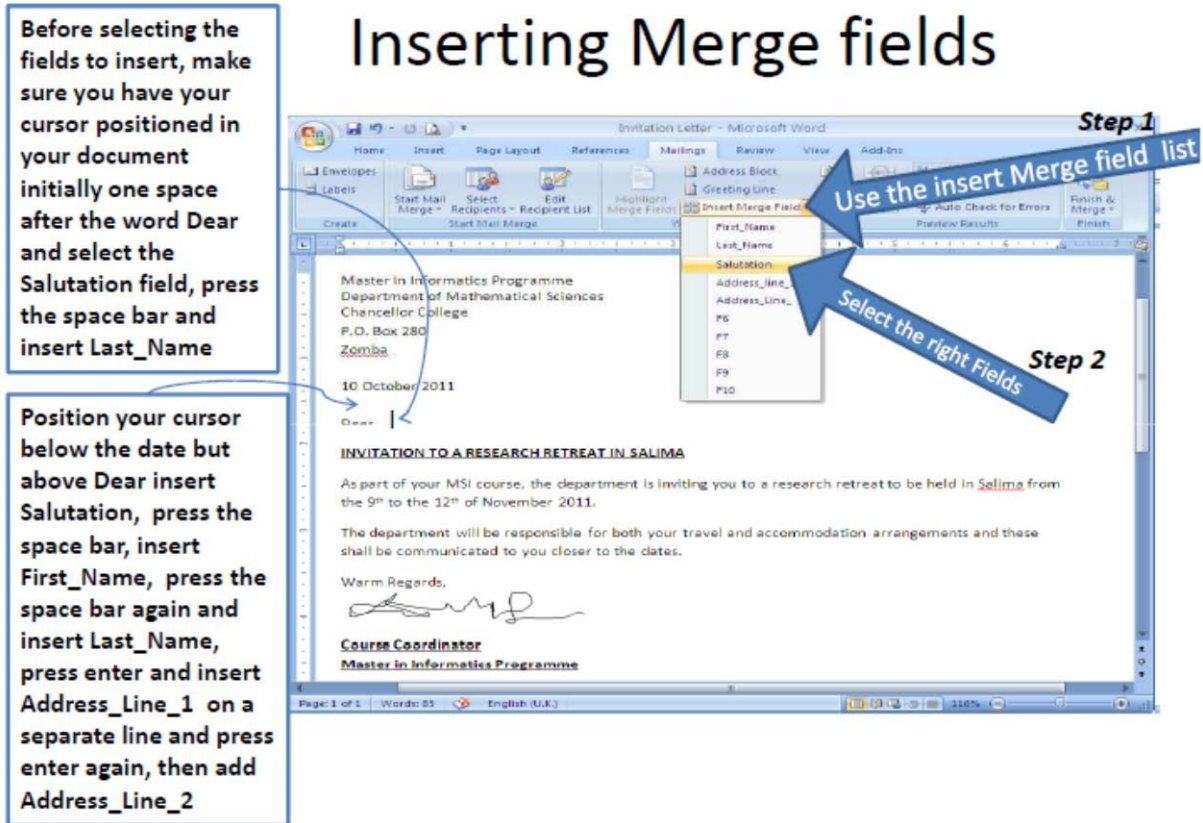 Inserting Merge fields
Before selecting the
fields to insert, make
sure you have your
cursor positioned in
your document
initially one space
after the word Dear
and select the
Salutation field, press
the space bar and
insert Last_Name
Position your cursor
below the date but
above Dear insert
Salutation, press the
space bar, insert
First_Name, press the
space bar again and
insert Last_Name,
press enter and insert
Address_Line_1 on a
separate line and press
enter again, then add
Address_Line_2
Step 1
Use the insert Merge field list
Select the right Fields
Step 2
Invitation Letter - Microsoft Word
Home Insert Page Layout References Mailings Review View Add-Ins
Envelopes
Labels
Create
Start Mail
Merge
Select
Recipients
Edit
Recipient List
Start Mail Merge
Highlight
Merge Fields
Address Block
Greeting Line
Insert Merge Field
Auto Check for Errors
Preview Results
Finish &
Merge
Finish
First_Name
Last_Name
Salutation
Address_line_
Address_Line_
F6
F7
F8
F9
F10
Master in Informatics Programme
Department of Mathematical Sciences
Chancellor College
P.O. Box 280
Zomba
10 October 2011
Dear
INVITATION TO A RESEARCH RETREAT IN SALIMA
As part of your MSI course, the department is inviting you to a research retreat to be held in Salima from
the 9th to the 12th of November 2011.
The department will be responsible for both your travel and accommodation arrangements and these
shall be communicated to you closer to the dates.
Warm Regards,
Course Coordinator
Master in Informatics Programme
Page: 1 of 1 Words: 85 English (U.K.) 110%